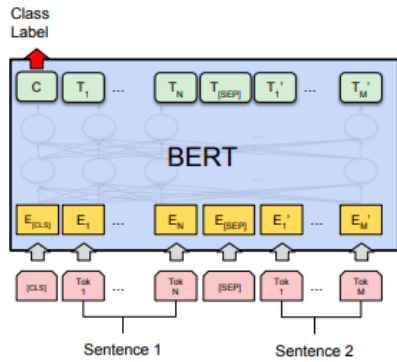 Class
Label
C T1 ... TN T[SEP] T1' ... TM'
...
BERT
...
E[CLS] E1 ... EN E[SEP] E1' ... EM'
[CLS] Tok 1 ... Tok N [SEP] Tok 1 ... Tok M
Sentence 1 Sentence 2